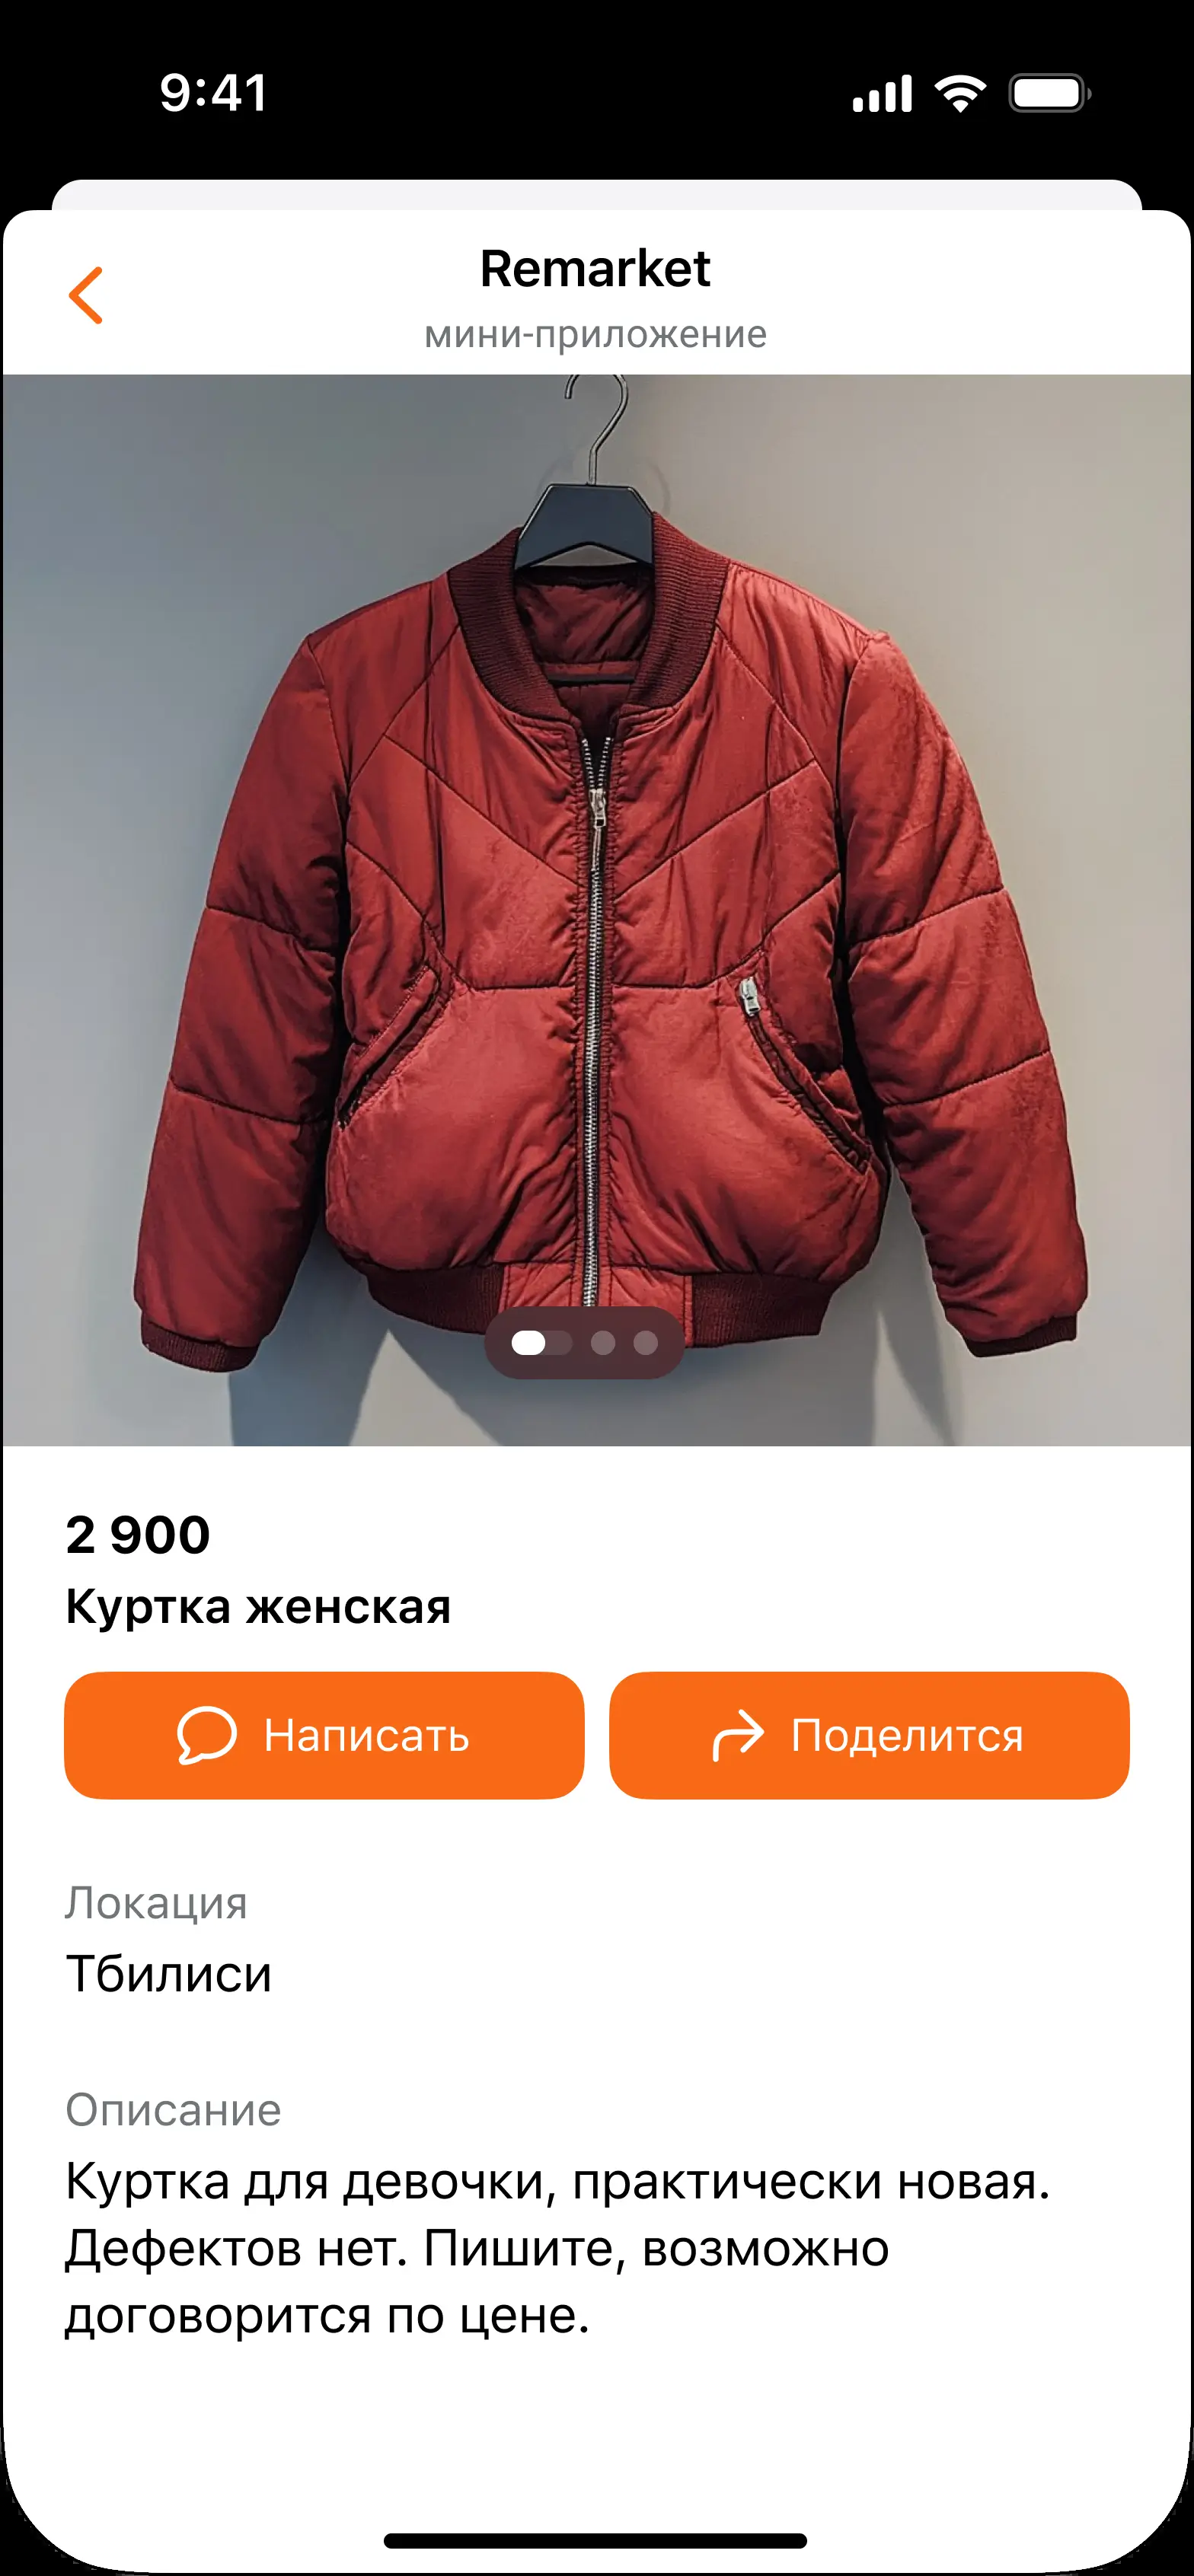 9:41
Remarket
мини-приложение
2 900
Куртка женская
Написать
Поделится
Локация
Тбилиси
Описание
Куртка для девочки, практически новая.
Дефектов нет. Пишите, возможно
договорится по цене.